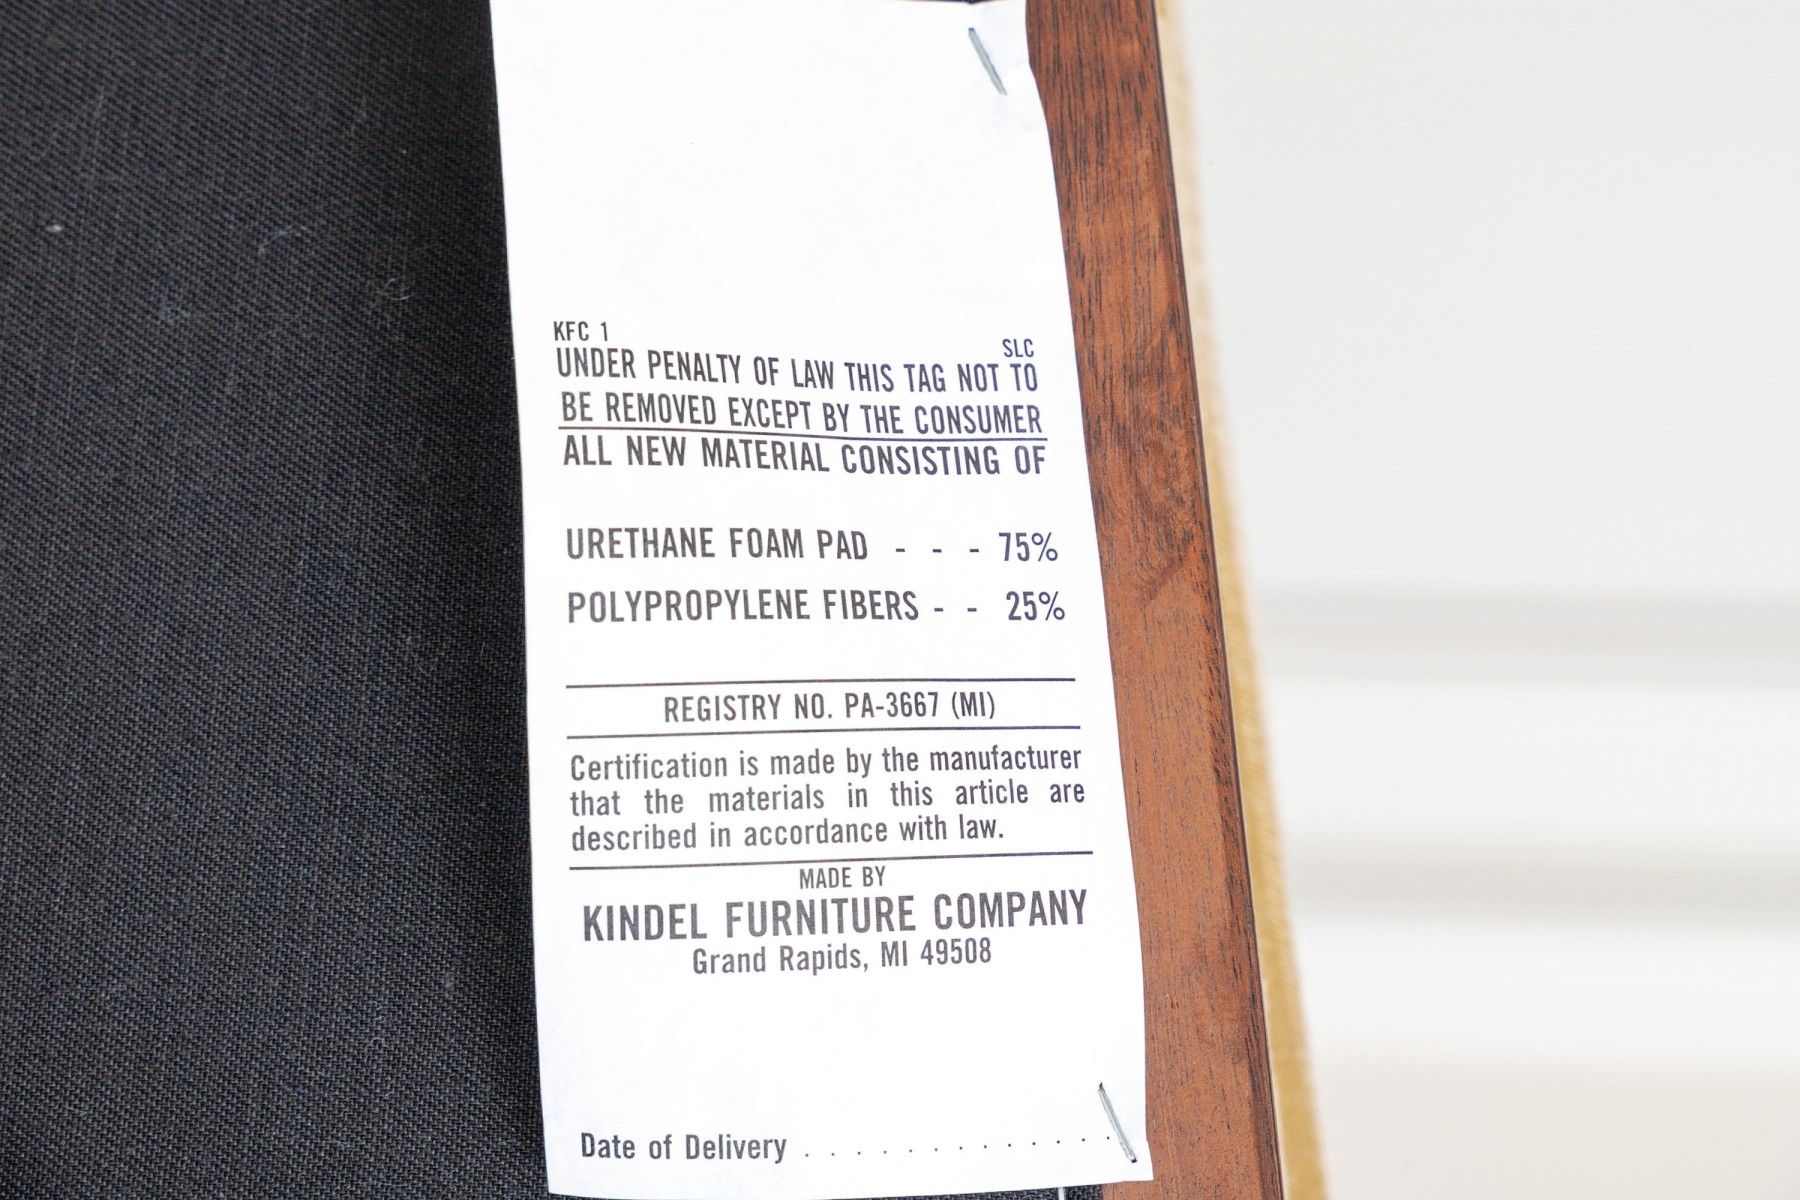 KFC 1
SLC
UNDER PENALTY OF LAW THIS TAG NOT TO
BE REMOVED EXCEPT BY THE CONSUMER
ALL NEW MATERIAL CONSISTING OF
URETHANE FOAM PAD - - - 75%
POLYPROPYLENE FIBERS - - 25%
REGISTRY NO. PA-3667 (MI)
Certification is made by the manufacturer
that the materials in this article are
described in accordance with law.
MADE BY
KINDEL FURNITURE COMPANY
Grand Rapids, MI 49508
Date of Delivery . . . . . . . . . . . . .